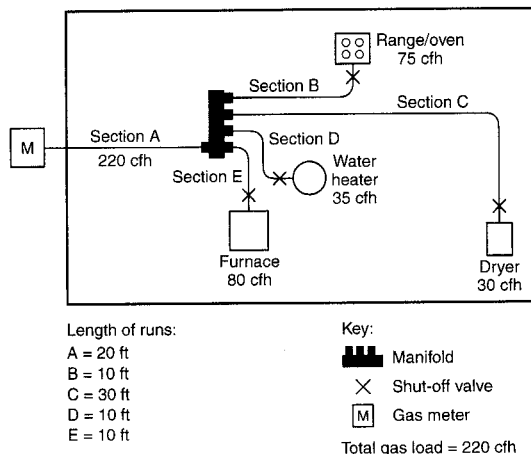 Range/oven
75 cfh
Section B
Section C
Section A
220 cfh
M
Section D
Section E
Water
heater
35 cfh
Furnace
80 cfh
Dryer
30 cfh
Length of runs:
A = 20 ft
B = 10 ft
C = 30 ft
D = 10 ft
E = 10 ft
Key:
Manifold
Shut-off valve
M Gas meter
Total gas load = 220 cfh